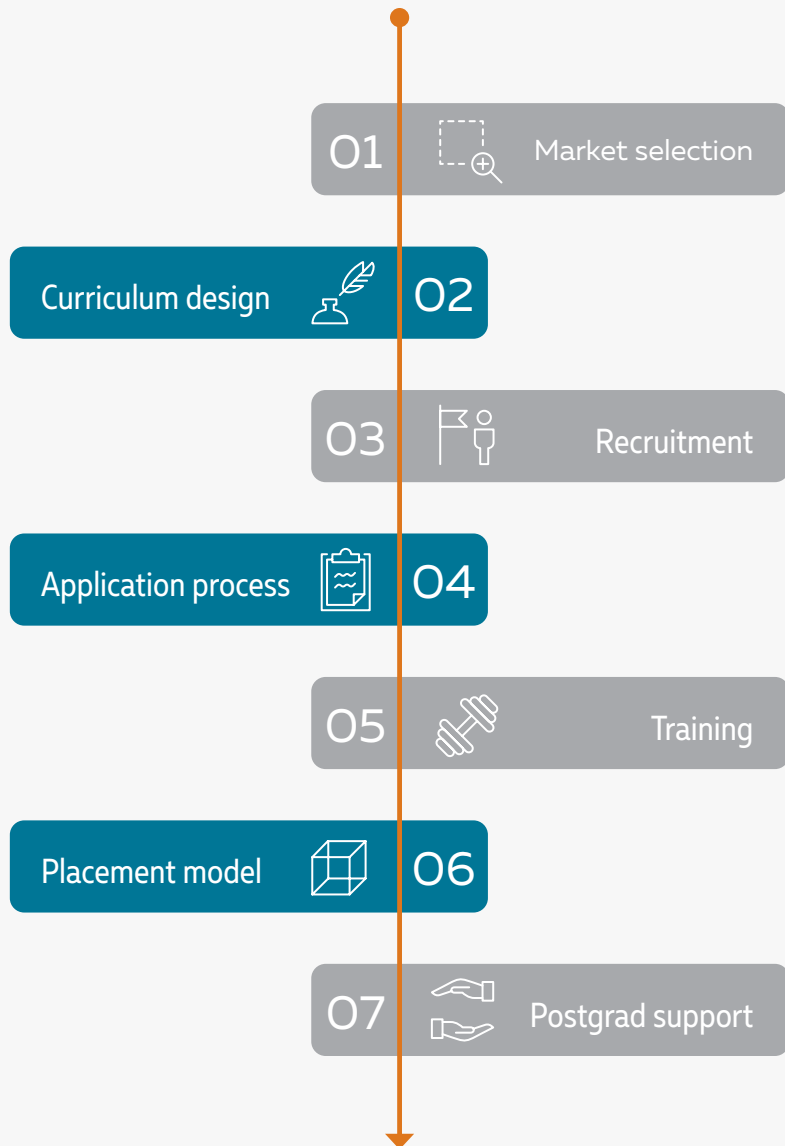 01 Market selection
Curriculum design 02
03 Recruitment
Application process 04
05 Training
Placement model 06
07 Postgrad support